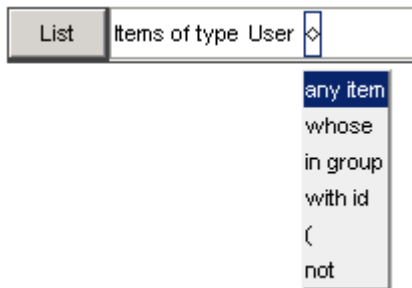 List Items of type User ◇
any item
whose
in group
with id
(
not